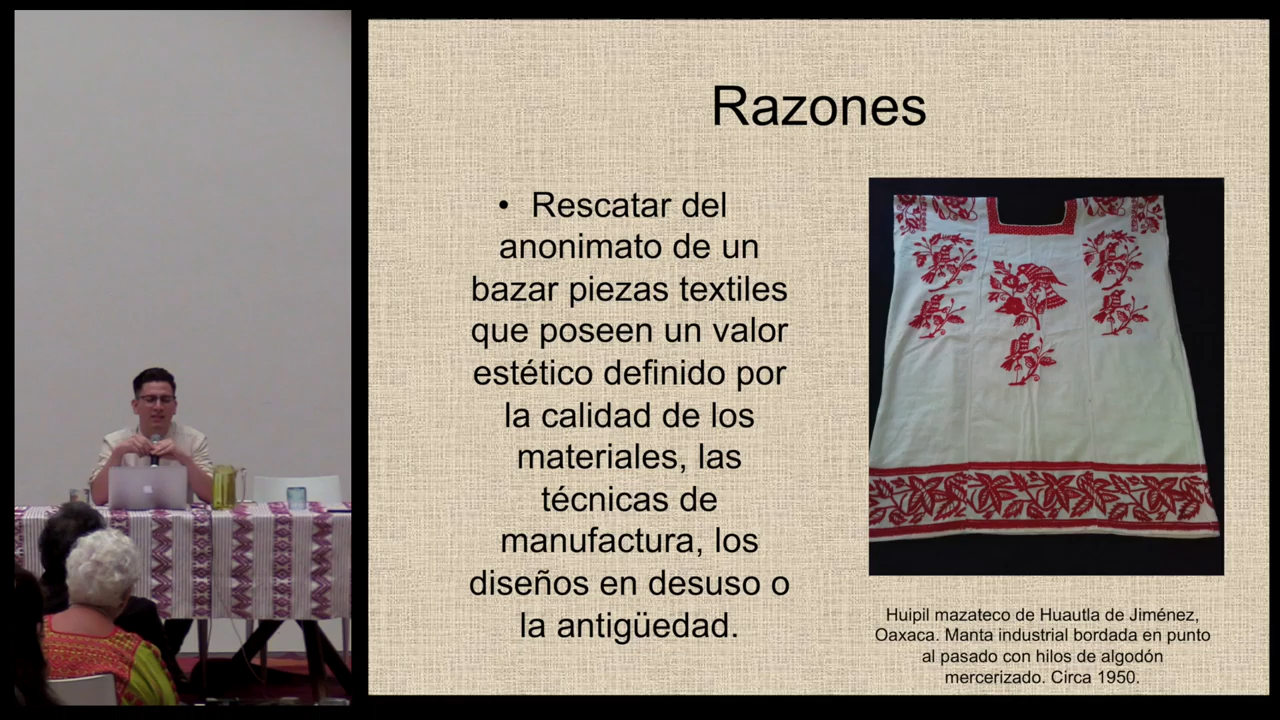 Razones
• Rescatar del
anonimato de un
bazar piezas textiles
que poseen un valor
estético definido por
la calidad de los
materiales, las
técnicas de
manufactura, los
diseños en desuso o
la antigüedad.
Huipil mazateco de Huautla de Jiménez,
Oaxaca. Manta industrial bordada en punto
al pasado con hilos de algodón
mercerizado. Circa 1950.